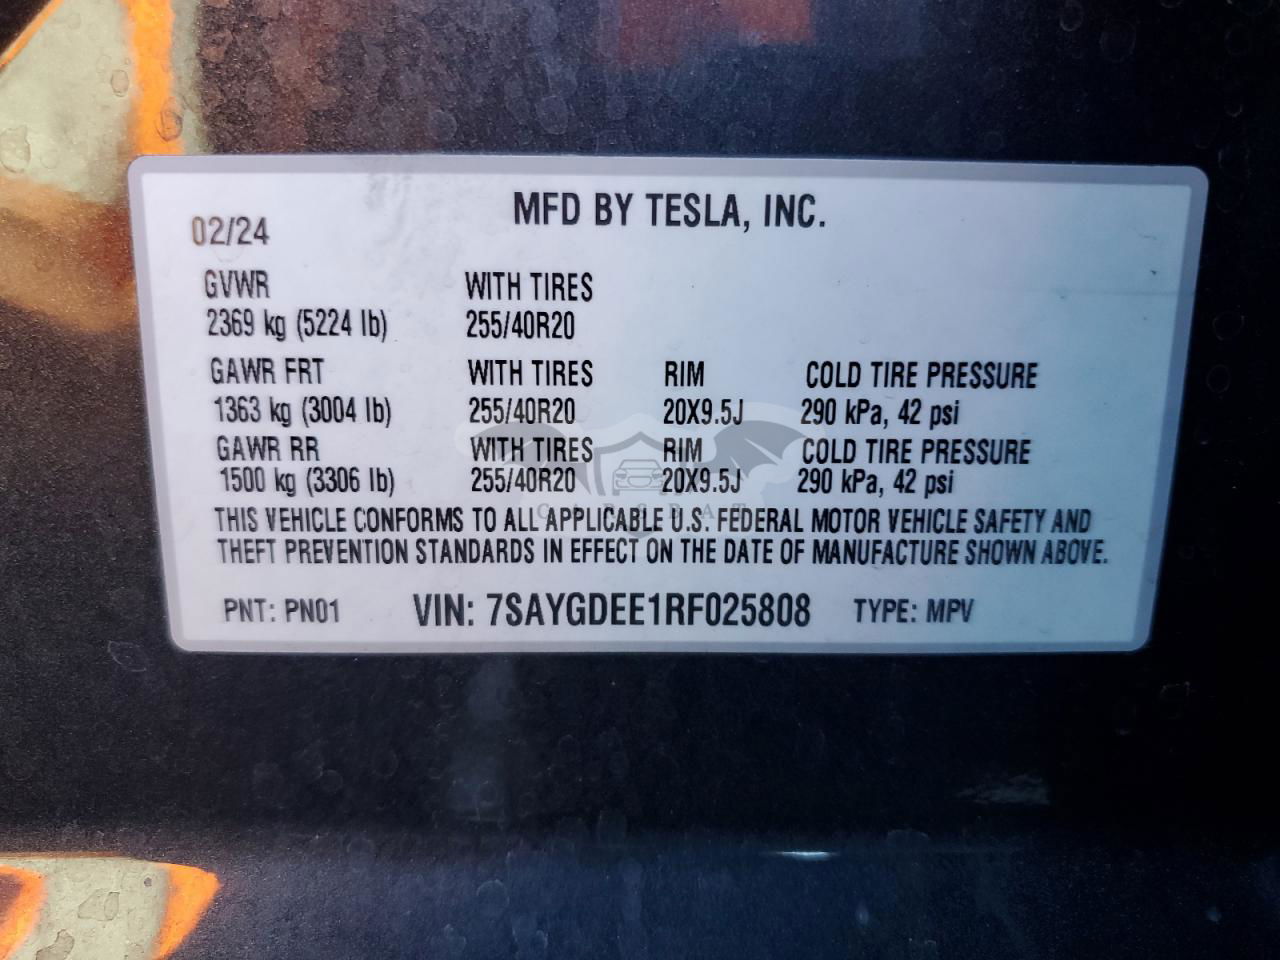 MFD BY TESLA, INC.
02/24
GVWR WITH TIRES
2369 kg (5224 lb) 255/40R20
GAWR FRT WITH TIRES RIM COLD TIRE PRESSURE
1363 kg (3004 lb) 255/40R20 20X9.5J 290 kPa, 42 psi
GAWR RR WITH TIRES RIM COLD TIRE PRESSURE
1500 kg (3306 lb) 255/40R20 20X9.5J 290 kPa, 42 psi
CARSBAT
THIS VEHICLE CONFORMS TO ALL APPLICABLE U.S. FEDERAL MOTOR VEHICLE SAFETY AND
THEFT PREVENTION STANDARDS IN EFFECT ON THE DATE OF MANUFACTURE SHOWN ABOVE.
PNT: PN01 VIN: 7SAYGDEE1RF025808 TYPE: MPV